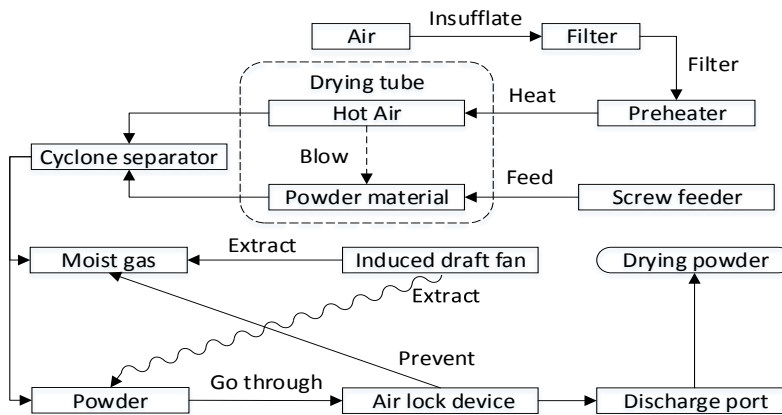 Insufflate
Air
Filter
Filter
Drying tube
Hot Air
Heat
Preheater
Cyclone separator
Blow
Powder material
Feed
Screw feeder
Moist gas
Extract
Induced draft fan
Drying powder
Extract
Prevent
Powder
Go through
Air lock device
Discharge port